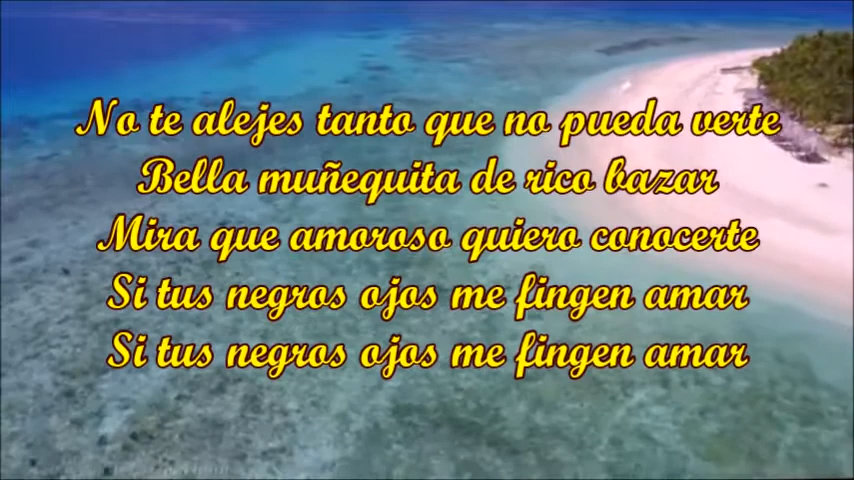 No te alejes tanto que no pueda verte
Bella muñequita de rico bazar
Mira que amoroso quiero conocerte
Si tus negros ojos me fingen amar
Si tus negros ojos me fingen amar